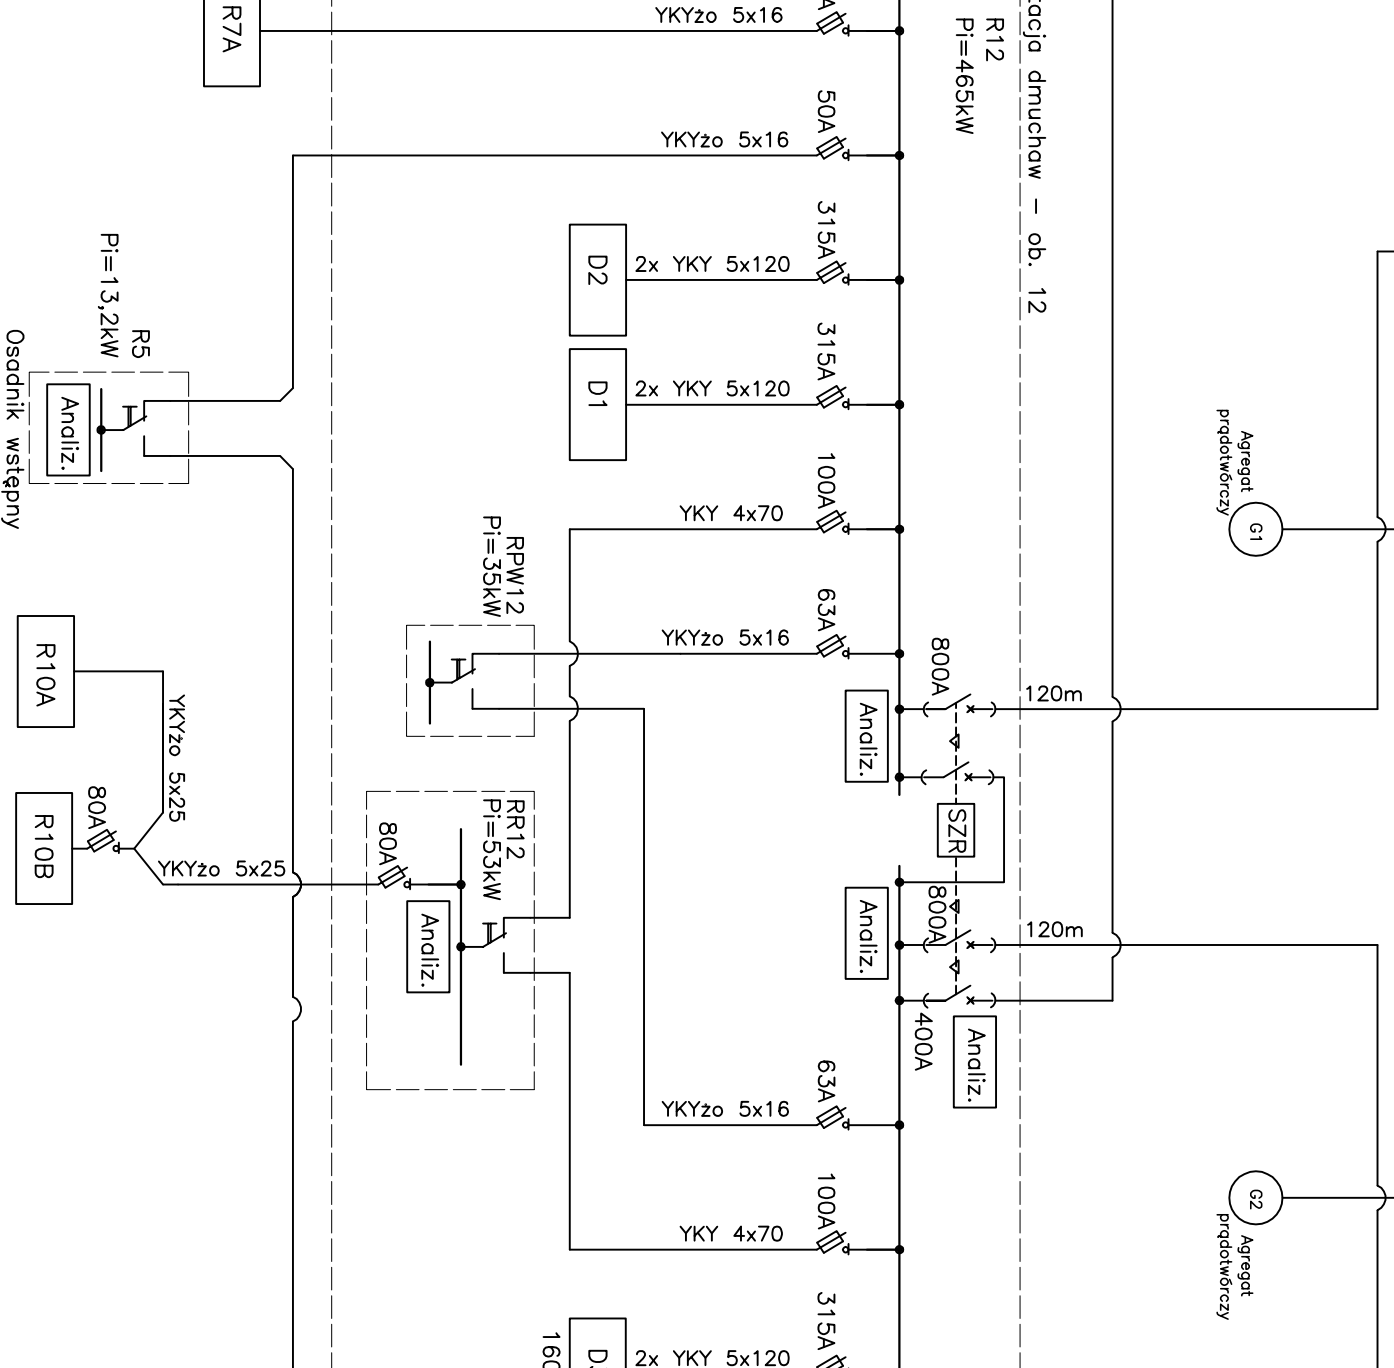 R7A
YKYżo 5x16
R12
Pi=465kW
dmuchaw – ob. 12
50A
YKYżo 5x16
315A
2x YKY 5x120
D2
315A
2x YKY 5x120
D1
Pi=13,2kW
R5
Analiz.
Osadnik wstępny
100A
YKY 4x70
Agregat
prądotwórczy
G1
RPW12
Pi=35kW
63A
YKYżo 5x16
800A
120m
Analiz.
SZR
R10A
YKYżo 5x25
R10B
80A
YKYżo 5x25
RR12
Pi=53kW
80A
Analiz.
Analiz.
800A
120m
400A
Analiz.
63A
YKYżo 5x16
100A
YKY 4x70
G2
Agregat
prądotwórczy
315A
2x YKY 5x120